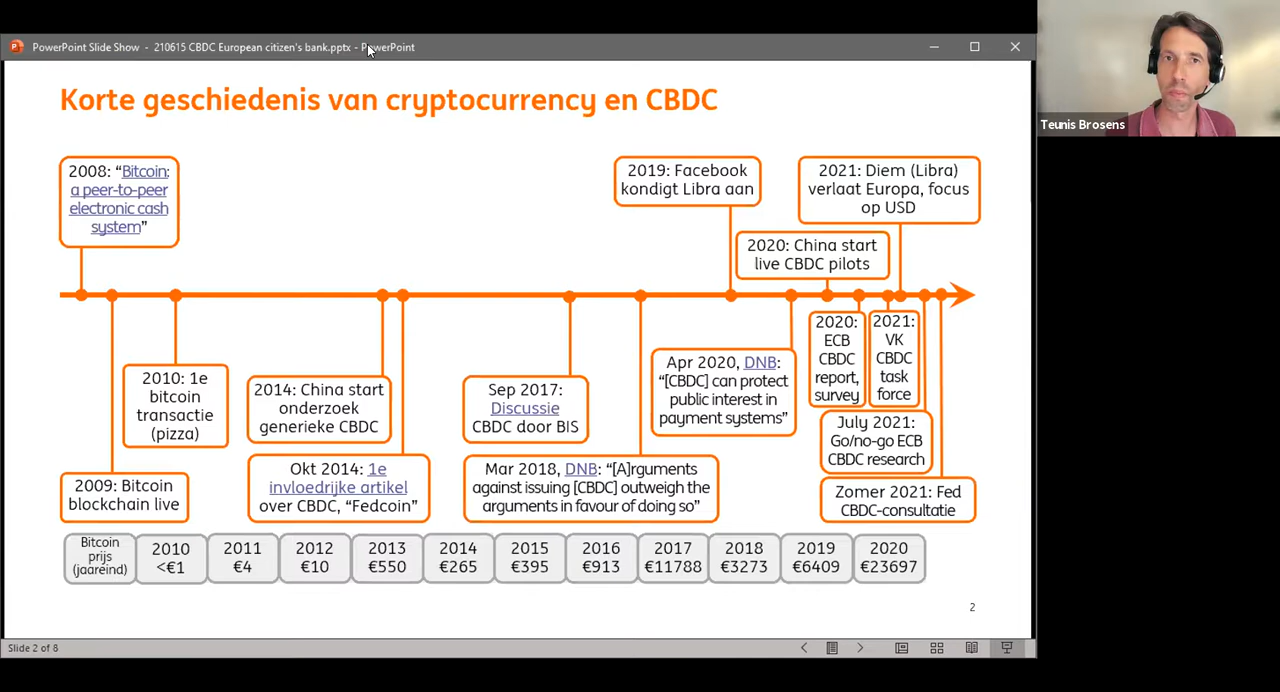 PowerPoint Slide Show - 210615 CBDC European citizen's bank.pptx - PowerPoint
Teunis Brosens
Korte geschiedenis van cryptocurrency en CBDC
2008: “Bitcoin:
a peer-to-peer
electronic cash
system”
2019: Facebook
kondigt Libra aan
2021: Diem (Libra)
verlaat Europa, focus
op USD
2020: China start
live CBDC pilots
2009: Bitcoin
blockchain live
2010: 1e
bitcoin
transactie
(pizza)
2014: China start
onderzoek
generieke CBDC
Okt 2014: 1e
invloedrijke artikel
over CBDC, “Fedcoin”
Sep 2017:
Discussie
CBDC door BIS
Mar 2018, DNB: “[A]rguments
against issuing [CBDC] outweigh the
arguments in favour of doing so”
Apr 2020, DNB:
“[CBDC] can protect
public interest in
payment systems”
2020:
ECB
CBDC
report,
survey
2021:
VK
CBDC
task
force
July 2021:
Go/no-go ECB
CBDC research
Zomer 2021: Fed
CBDC-consultatie
Bitcoin
prijs
(jaareind)
2010
<€1
2011
€4
2012
€10
2013
€550
2014
€265
2015
€395
2016
€913
2017
€11788
2018
€3273
2019
€6409
2020
€23697
2
Slide 2 of 8